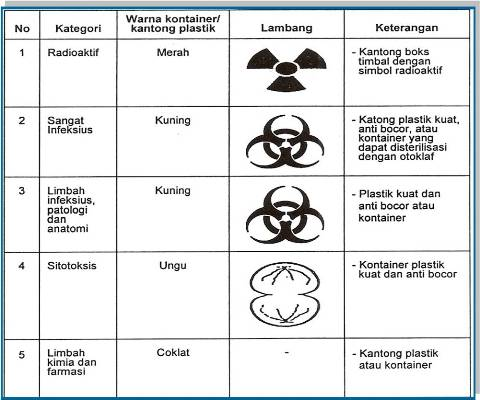 No Kategori Warna kontainer/ kantong plastik Lambang Keterangan
1 Radioaktif Merah - Kantong boks
timbal dengan
simbol radioaktif
2 Sangat Kuning - Katong plastik kuat,
Infeksius anti bocor, atau
kontainer yang
dapat disterilisasi
dengan otoklaf
3 Limbah Kuning - Plastik kuat dan
infeksius, anti bocor atau
patologi kontainer
dan
anatomi
4 Sitotoksis Ungu - Kontainer plastik
kuat dan anti bocor
5 Limbah Coklat - - Kantong plastik
kimia dan atau kontainer
farmasi